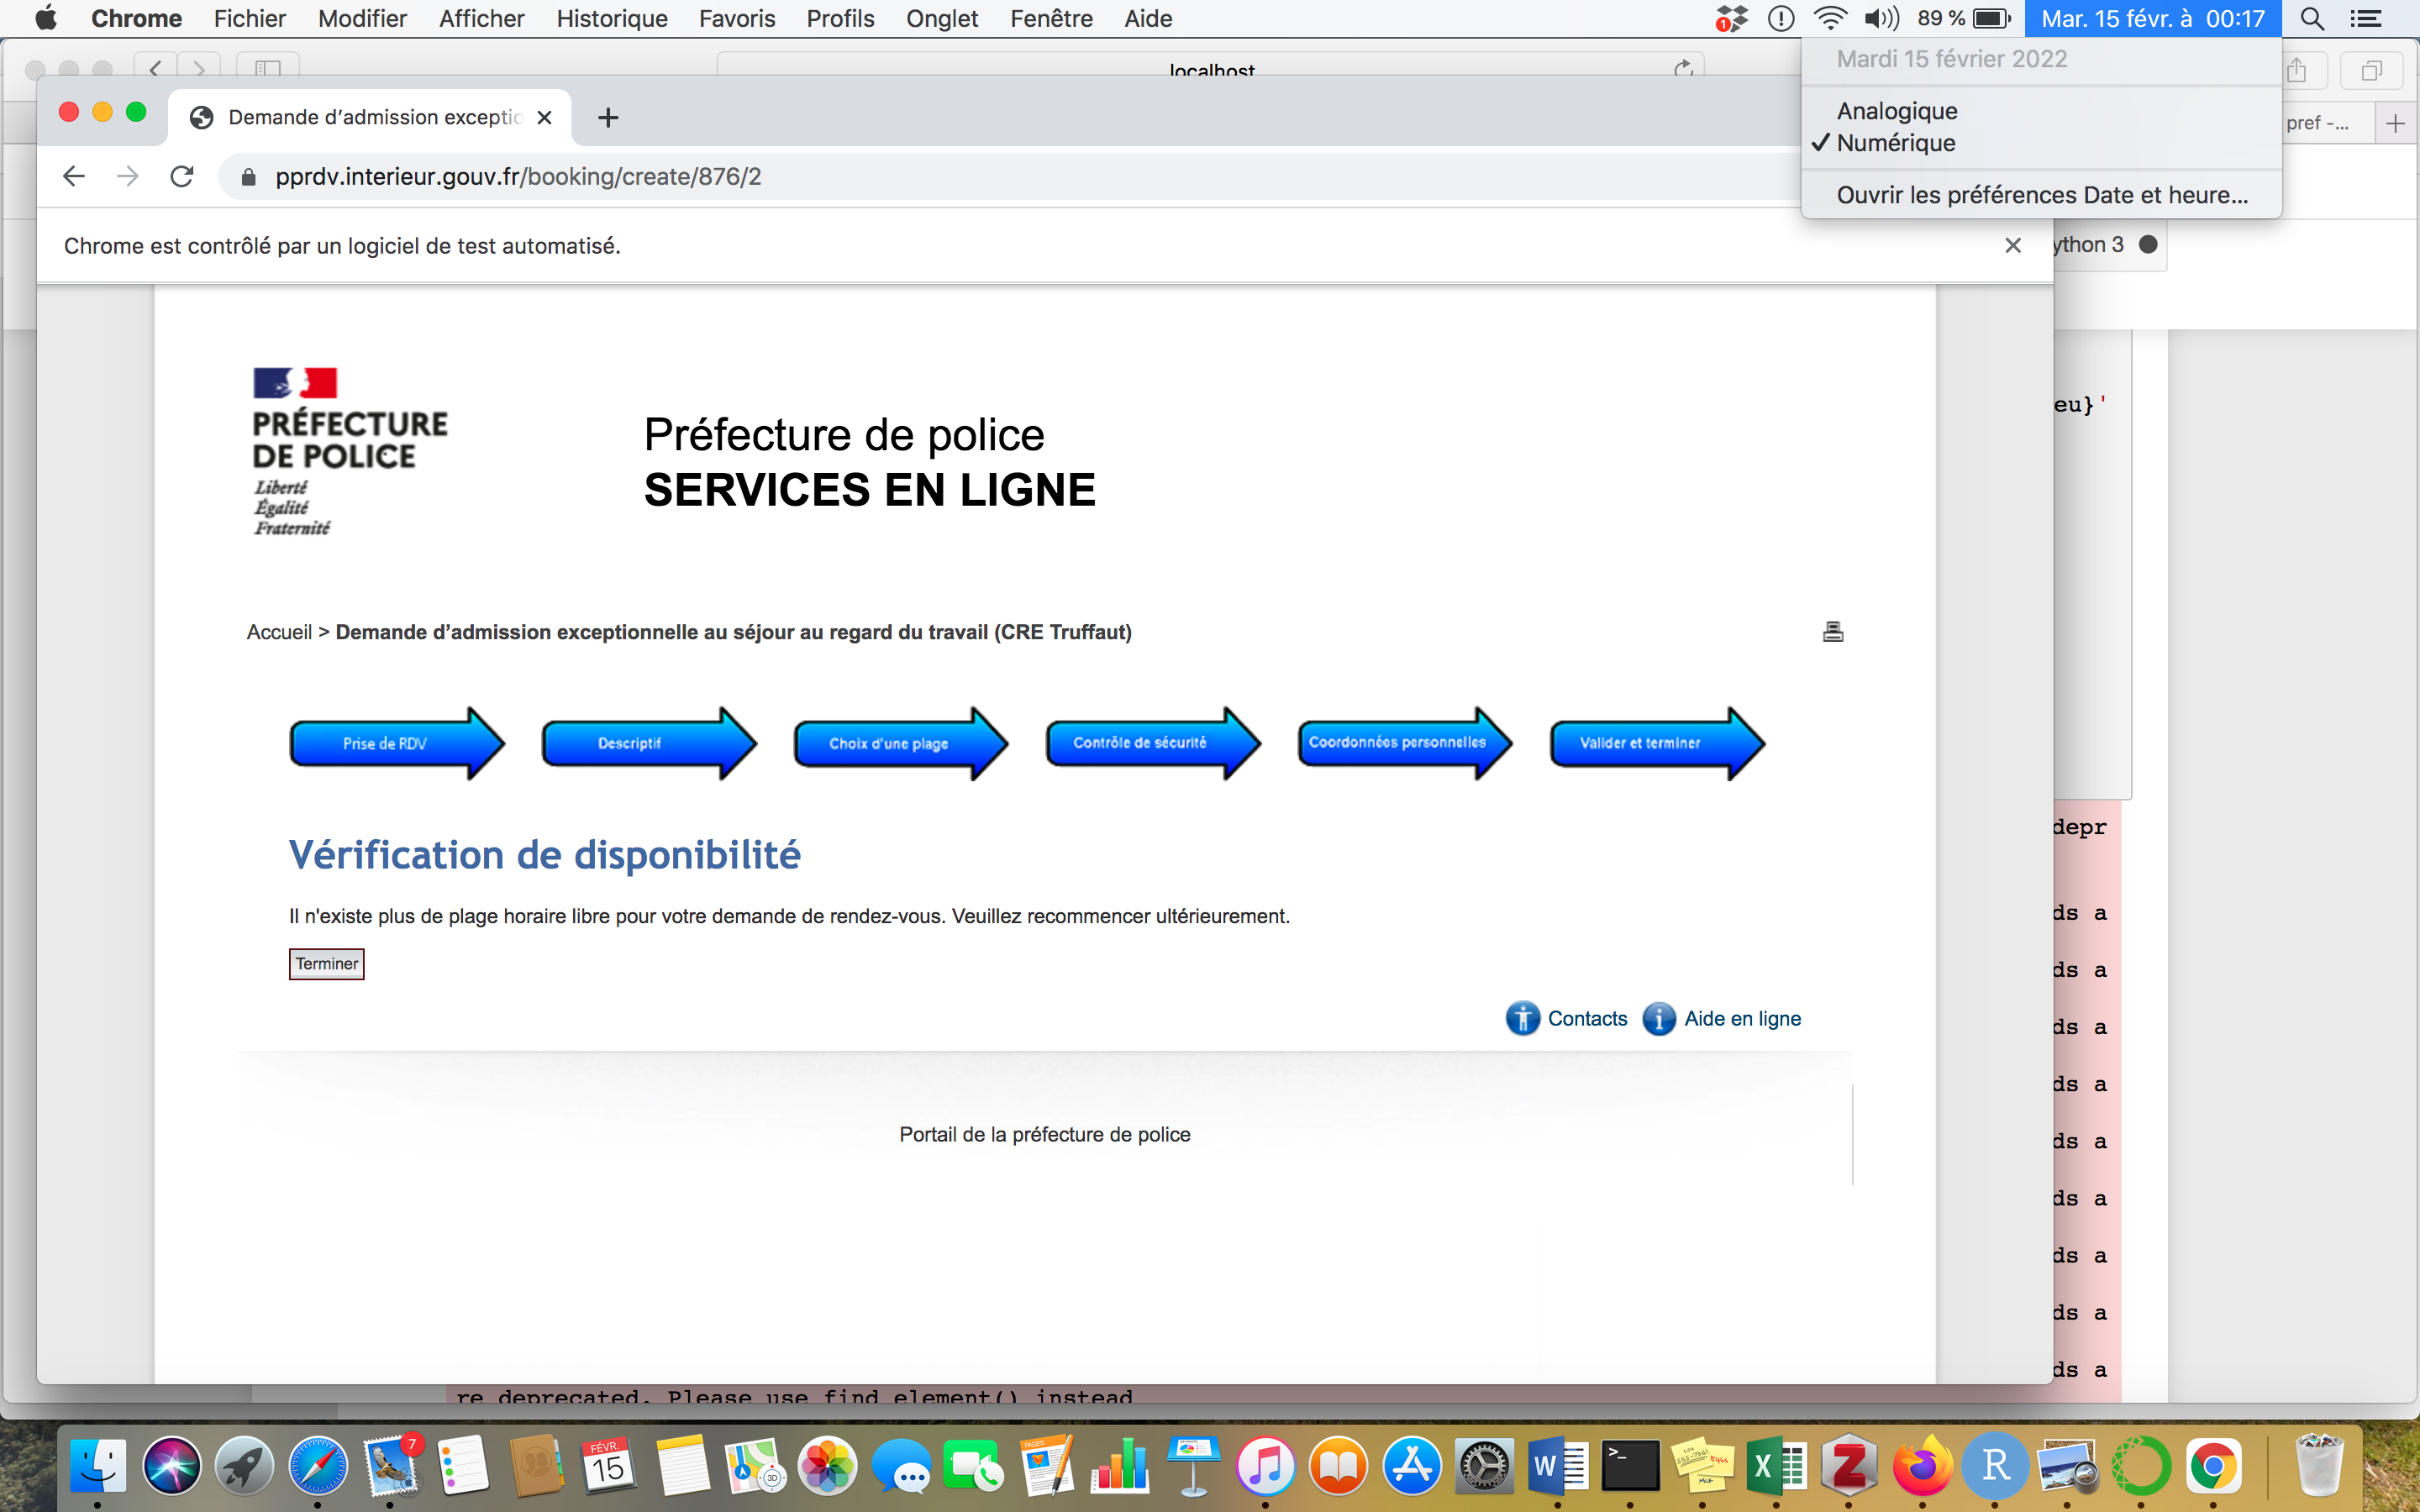 Chrome Fichier Modifier Afficher Historique Favoris Profils Onglet Fenêtre Aide 1 89 % Mar. 15 févr. à 00:17
Mardi 15 février 2022
Analogique
✓ Numérique
Ouvrir les préférences Date et heure...
localhost
pref -...
Demande d'admission exceptio
pprdv.interieur.gouv.fr/booking/create/876/2
Chrome est contrôlé par un logiciel de test automatisé.
ython 3
eu}'
PRÉFECTURE
DE POLICE
Liberté
Égalité
Fraternité
Préfecture de police
SERVICES EN LIGNE
Accueil > Demande d'admission exceptionnelle au séjour au regard du travail (CRE Truffaut)
Prise de RDV Descriptif Choix d'une plage Contrôle de sécurité Coordonnées personnelles Valider et terminer
Vérification de disponibilité
Il n'existe plus de plage horaire libre pour votre demande de rendez-vous. Veuillez recommencer ultérieurement.
Terminer
Contacts Aide en ligne
Portail de la préfecture de police
depr
ds a
ds a
ds a
ds a
ds a
ds a
ds a
ds a
ds a
re deprecated. Please use find_element() instead
7
FÉVR.
15
3D
PAGES
W
>_
X
Z
R